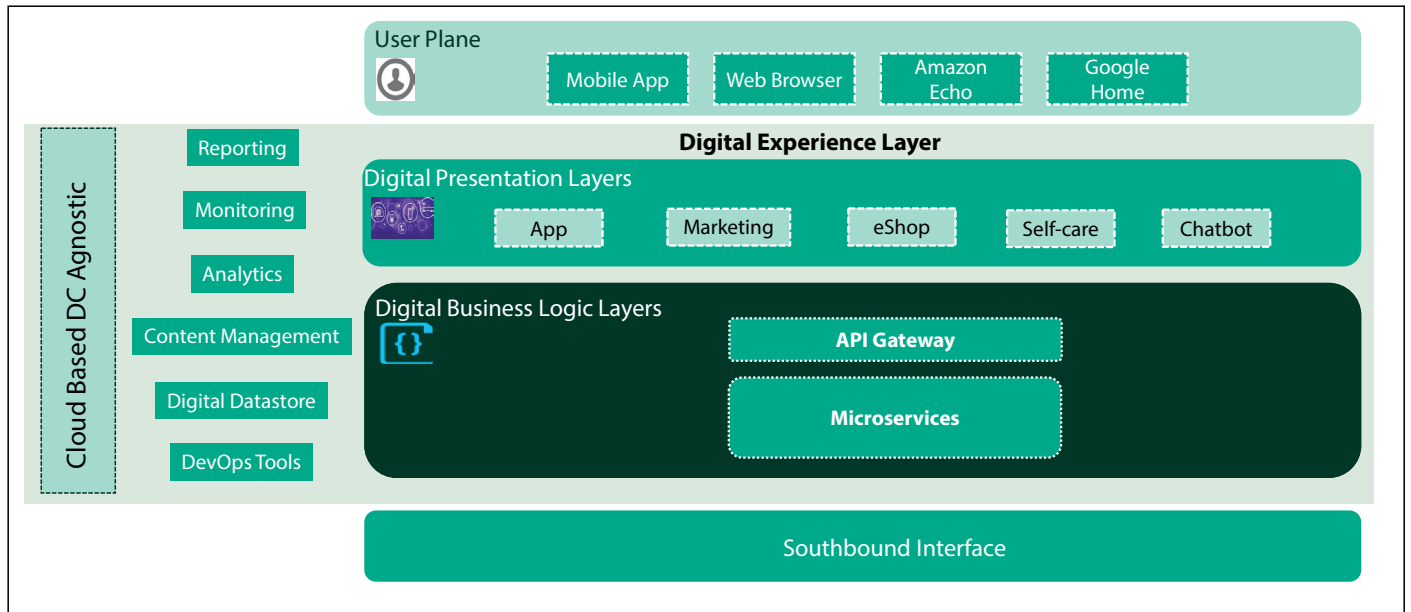 User Plane
Mobile App
Web Browser
Amazon
Echo
Google
Home
Cloud Based DC Agnostic
Reporting
Monitoring
Analytics
Content Management
Digital Datastore
DevOps Tools
Digital Experience Layer
Digital Presentation Layers
App
Marketing
eShop
Self-care
Chatbot
Digital Business Logic Layers
{}
API Gateway
Microservices
Southbound Interface